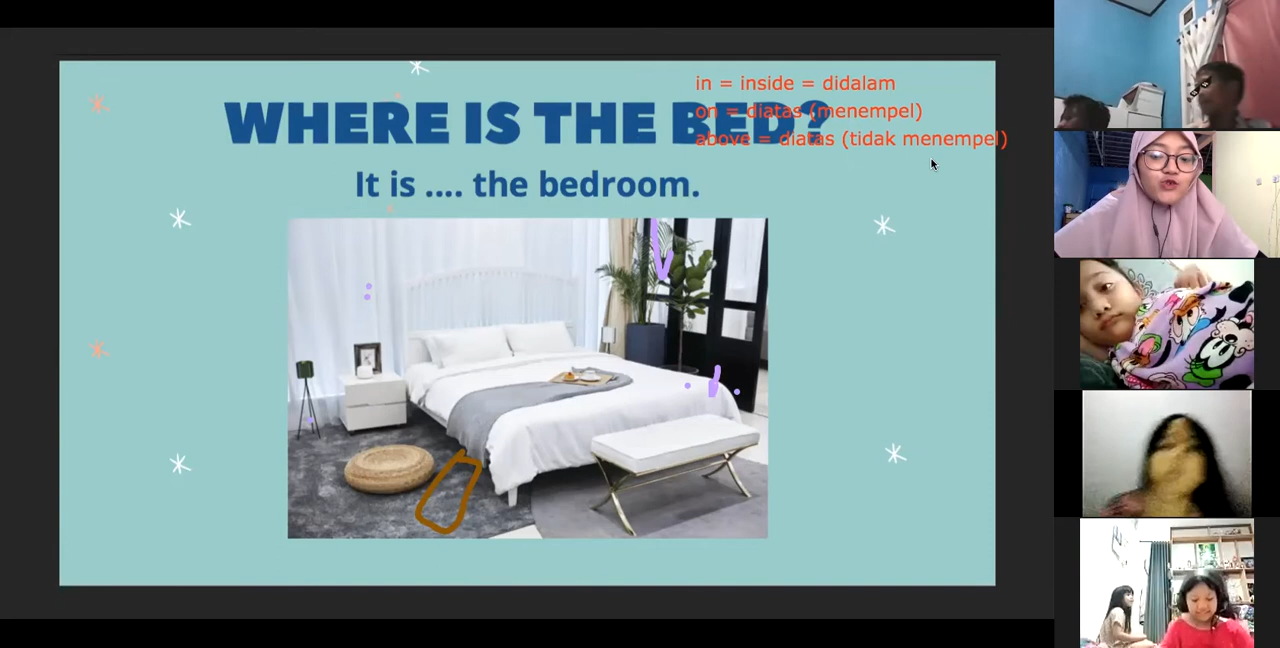 in = inside = didalam
WHERE IS THE BED?
on = diatas (menempel)
above = diatas (tidak menempel)
It is .... the bedroom.